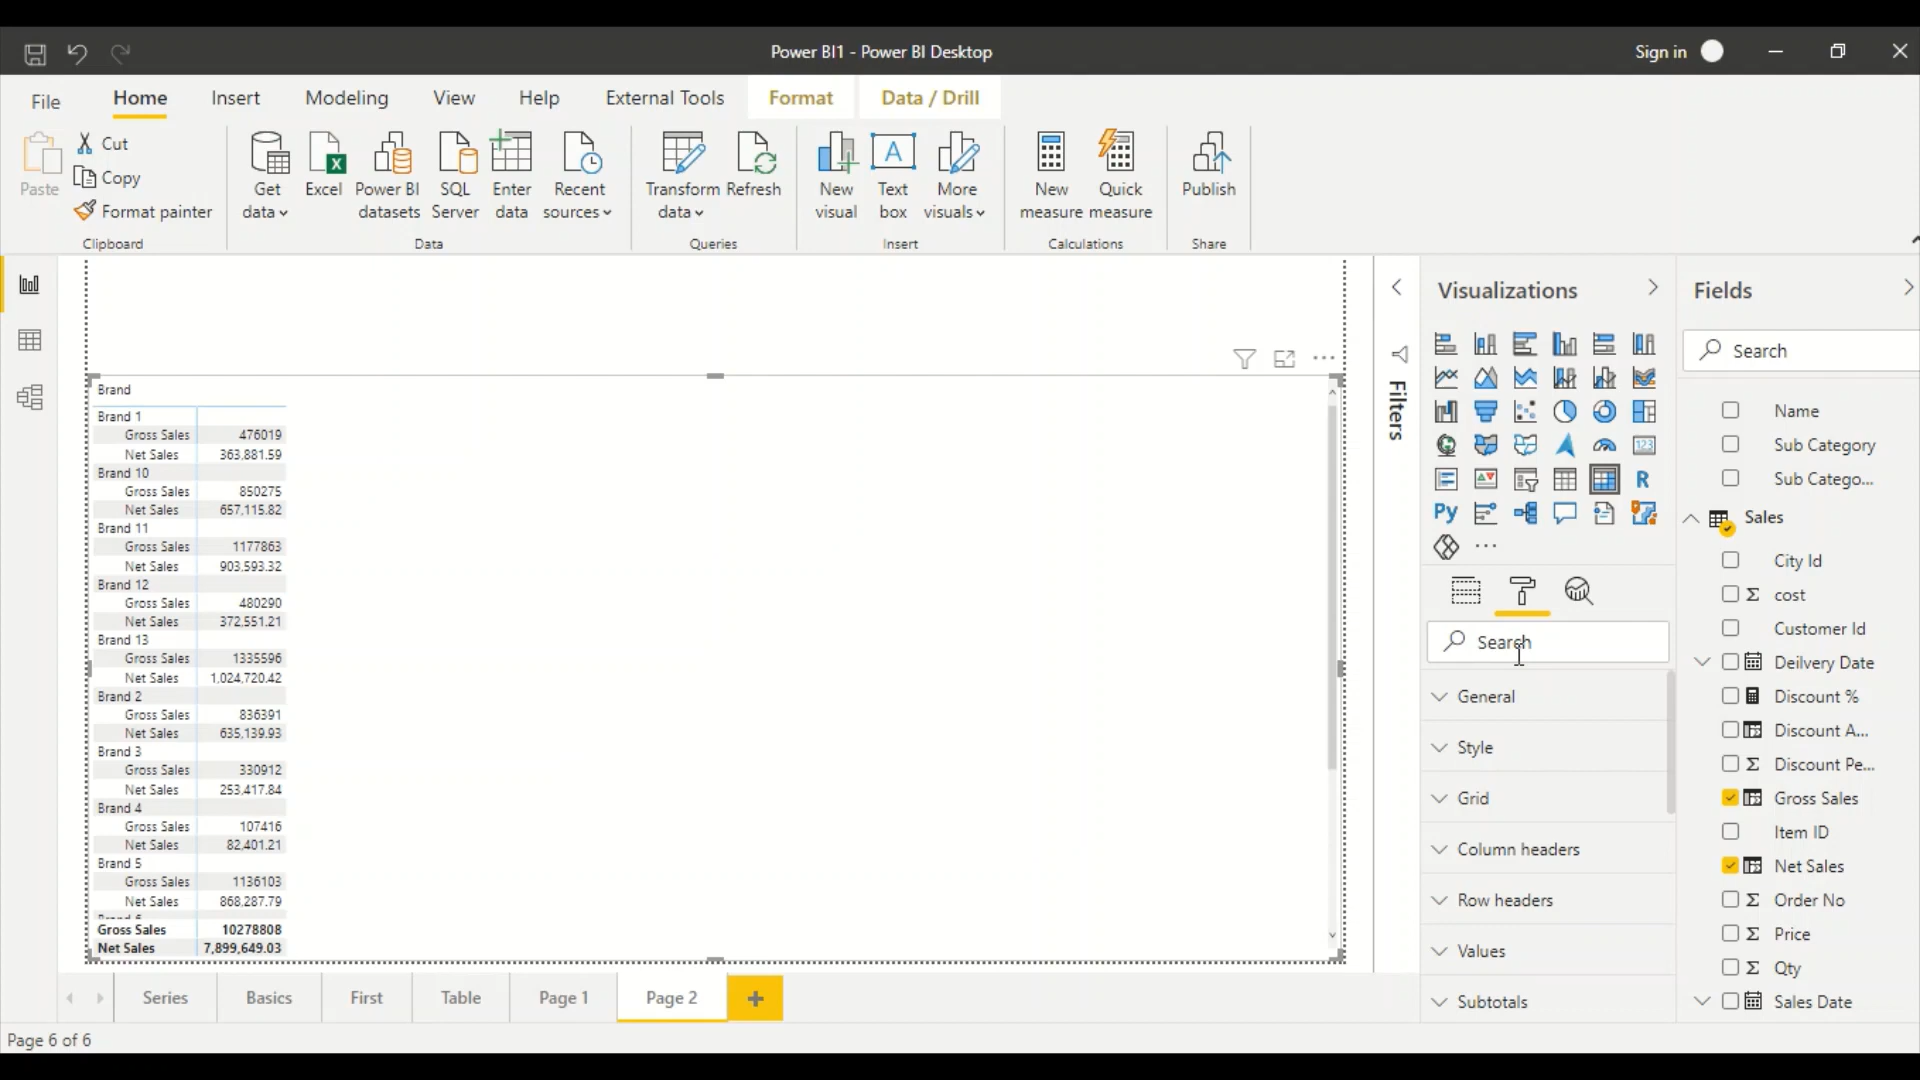 Power BI1 - Power BI Desktop
Sign in
File
Home
Insert
Modeling
View
Help
External Tools
Format
Data / Drill
Paste
Cut
Copy
Format painter
Clipboard
Get data
Excel
Power BI datasets
SQL Server
Enter data
Recent sources
Data
Transform data
Refresh
Queries
New visual
A
Text box
More visuals
Insert
New measure
Quick measure
Calculations
Publish
Share
Brand
Brand 1
Gross Sales 476019
Net Sales 363,881.59
Brand 10
Gross Sales 850275
Net Sales 657,115.82
Brand 11
Gross Sales 1177863
Net Sales 903,593.32
Brand 12
Gross Sales 480290
Net Sales 372,551.21
Brand 13
Gross Sales 1335596
Net Sales 1,024,720.42
Brand 2
Gross Sales 836391
Net Sales 635,139.93
Brand 3
Gross Sales 330912
Net Sales 253,417.84
Brand 4
Gross Sales 107416
Net Sales 82,401.21
Brand 5
Gross Sales 1136103
Net Sales 868,287.79
Gross Sales 10278808
Net Sales 7,899,649.03
Filters
Visualizations
123
R
Py
Search
General
Style
Grid
Column headers
Row headers
Values
Subtotals
Fields
Search
Name
Sub Category
Sub Catego...
Sales
City Id
Σ cost
Customer Id
Deilvery Date
Discount %
Discount A...
Σ Discount Pe...
Gross Sales
Item ID
Net Sales
Σ Order No
Σ Price
Σ Qty
Sales Date
Series
Basics
First
Table
Page 1
Page 2
+
Page 6 of 6